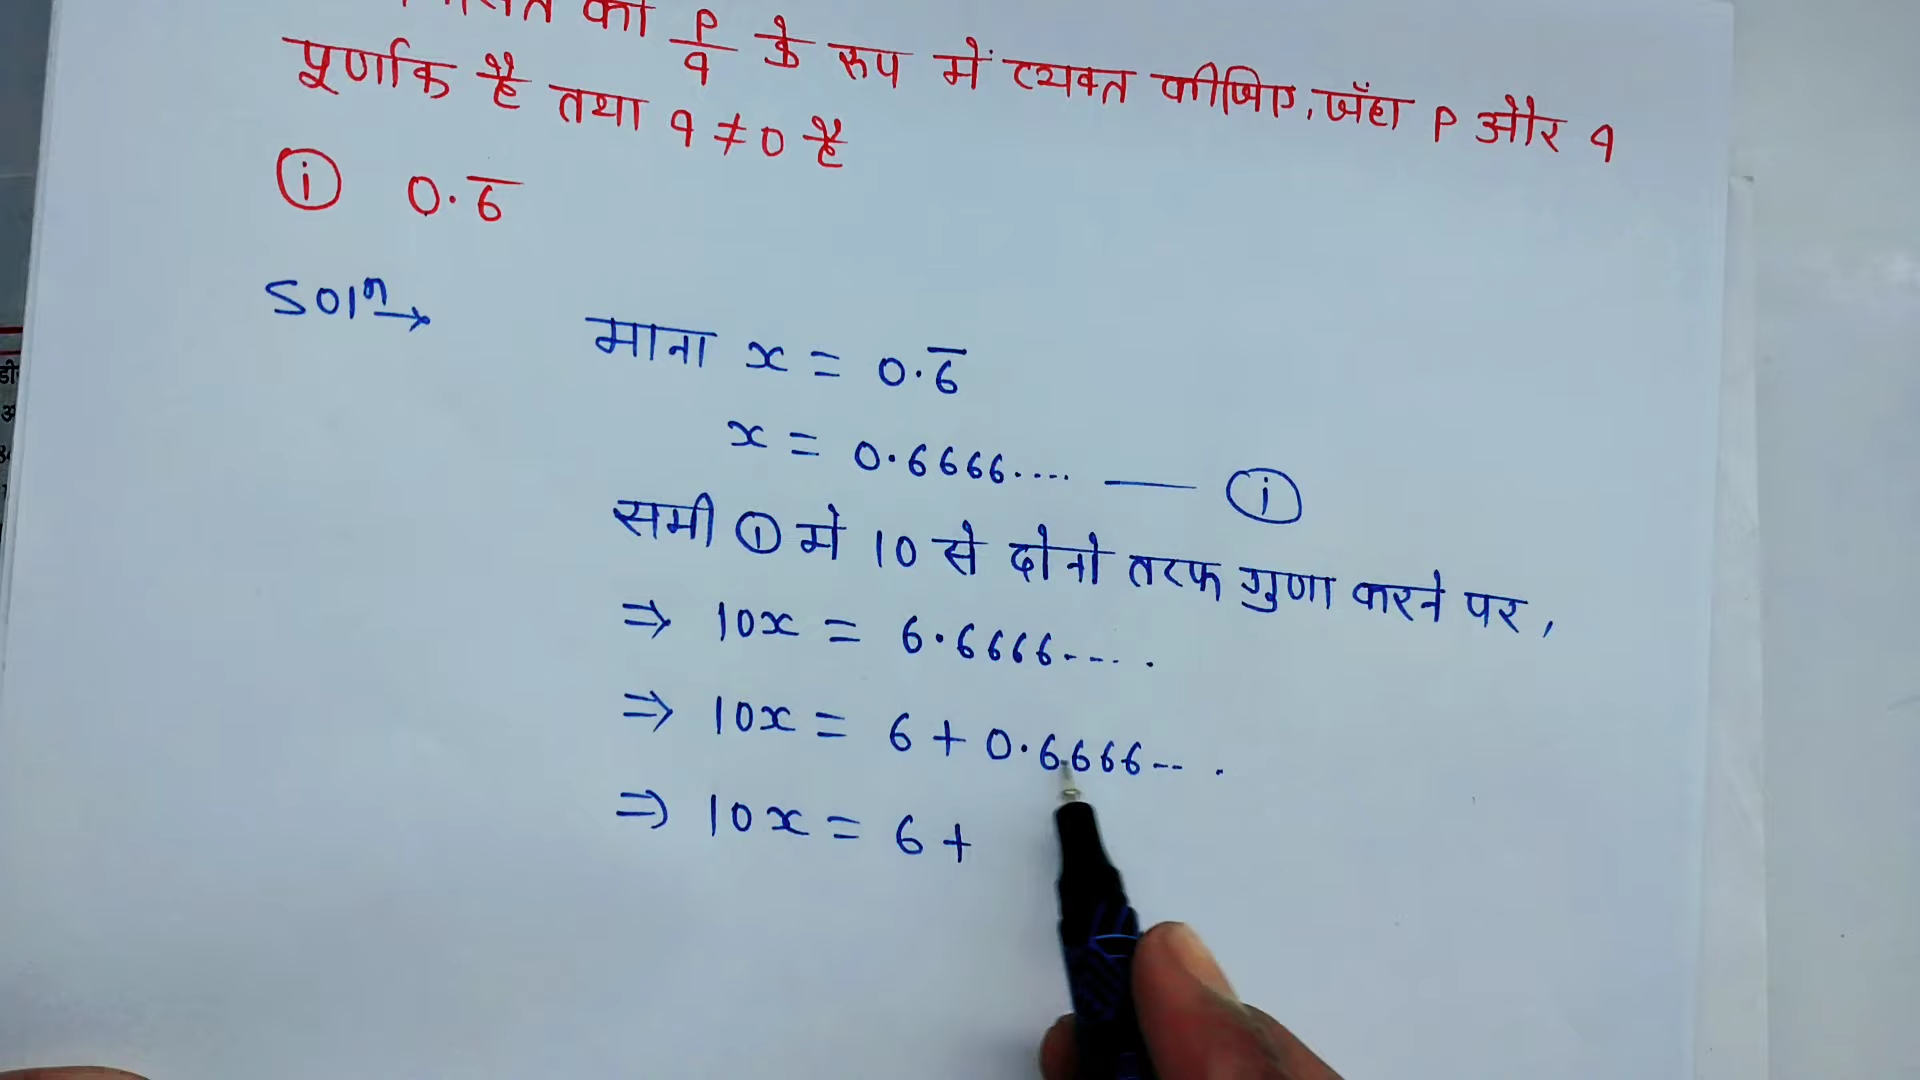 को p/q के रूप में व्यक्त कीजिए, जँहा p और q
पूर्णांक है तथा q ≠ 0 है
(i) 0.6̅
Solⁿ→
माना x = 0.6̅
x = 0.6666.... — (i)
समी (1) मे 10 से दोनो तरफ गुणा करने पर,
⇒ 10x = 6.6666....
⇒ 10x = 6 + 0.6666...
⇒ 10x = 6 +